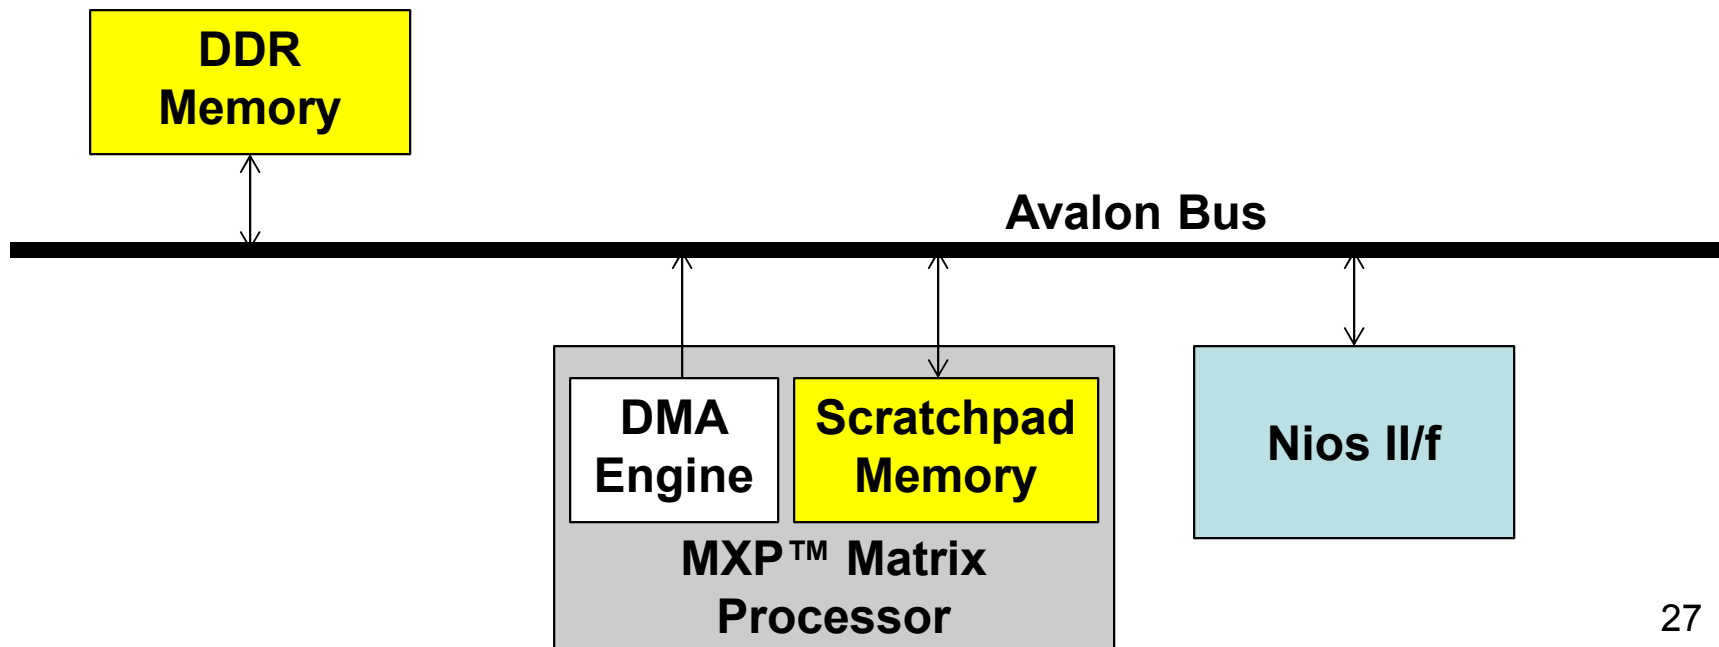 DDR
Memory
Avalon Bus
DMA
Engine
Scratchpad
Memory
MXP™ Matrix
Processor
Nios II/f
27